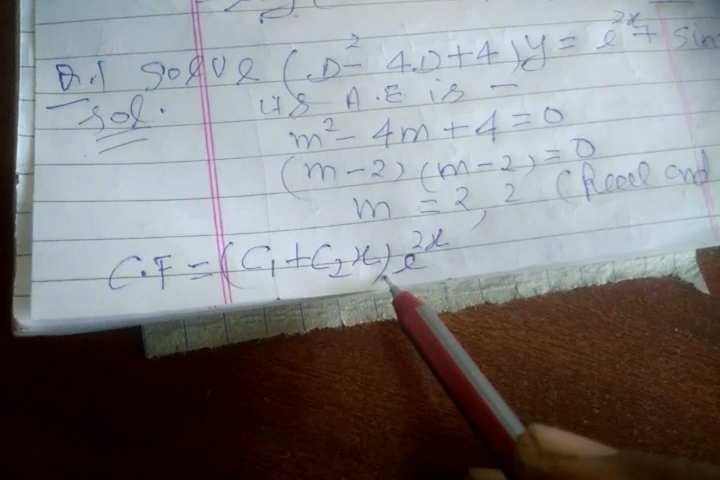 Q.1 Solve (D² - 4D + 4)y = e^2x + sin
Sol. Its A.E is -
m² - 4m + 4 = 0
(m - 2) (m - 2) = 0
m = 2, 2 (Real and
C.F = (C₁ + C₂x) e^2x